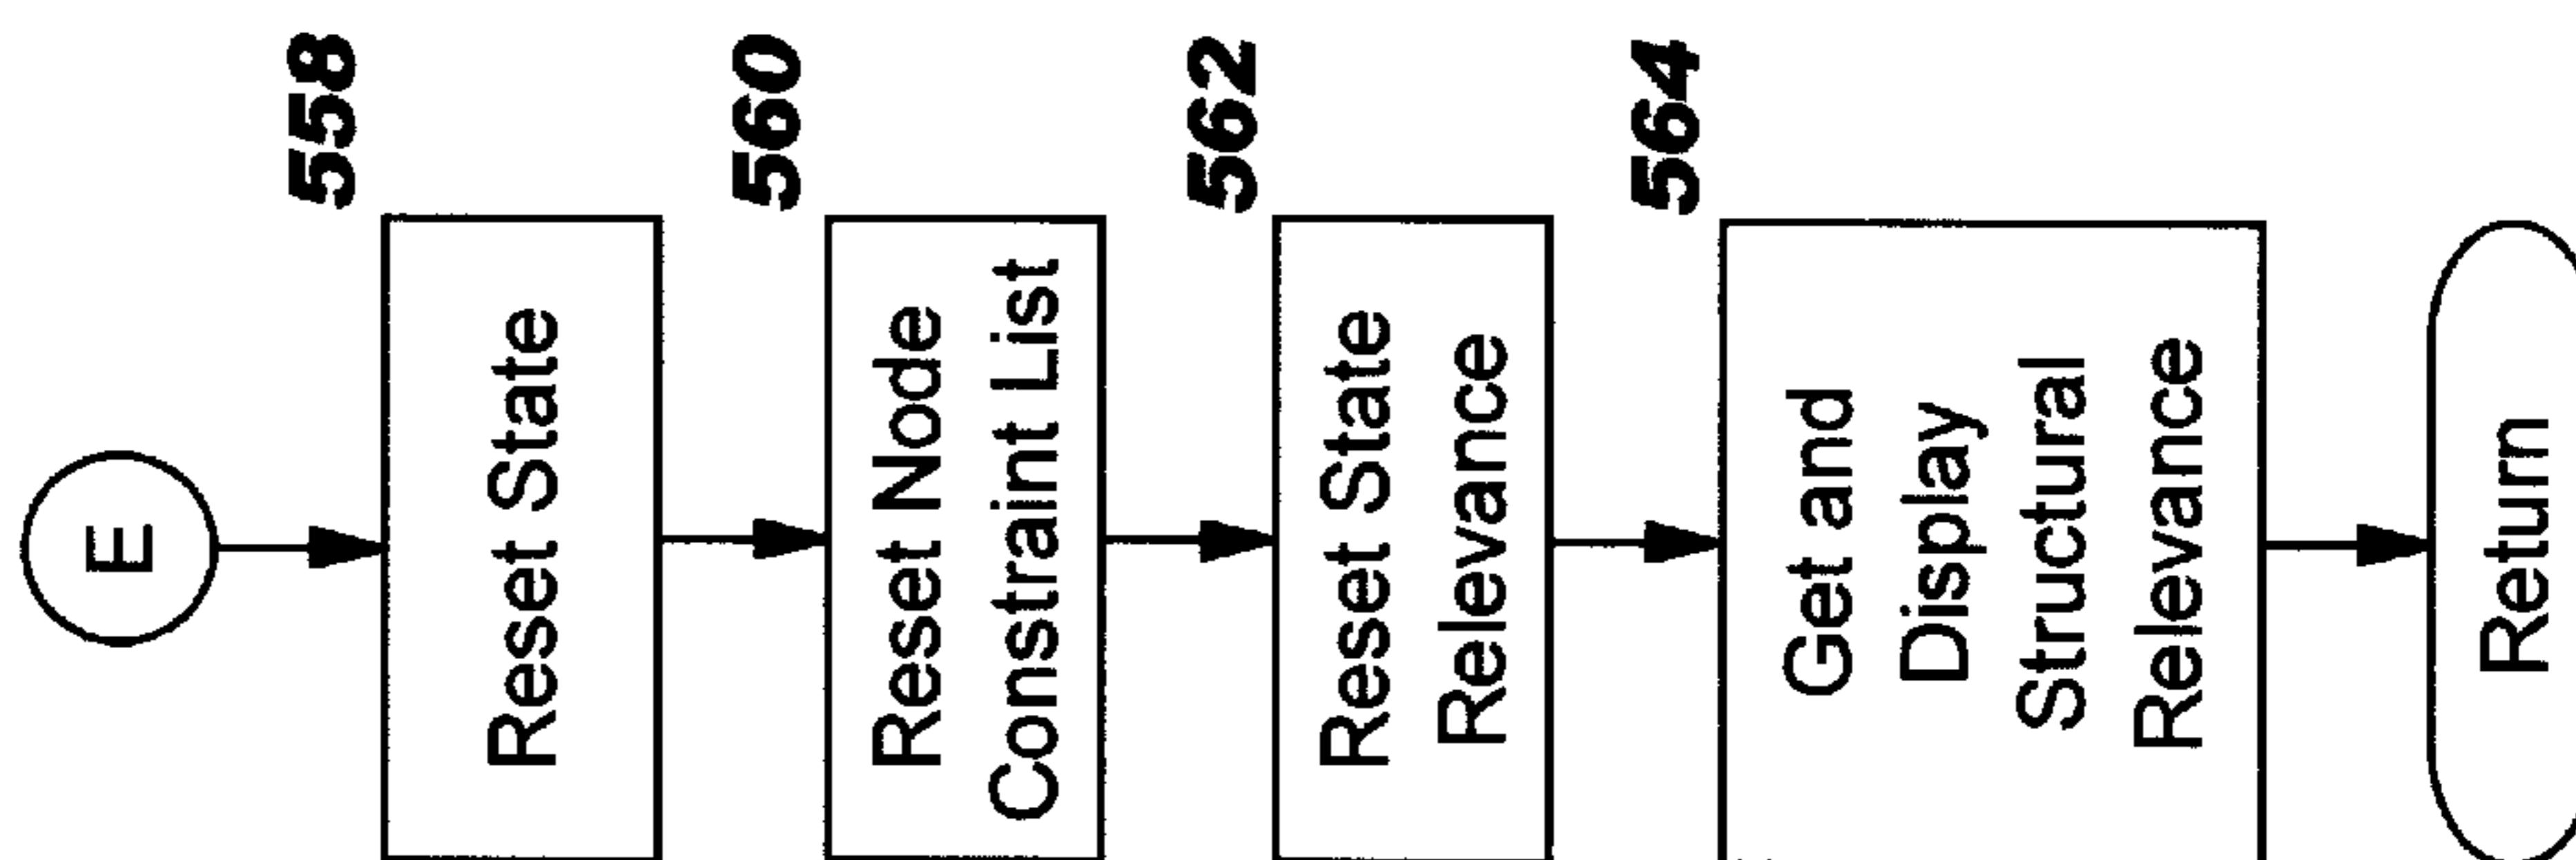 E
558
Reset State
560
Reset Node
Constraint List
562
Reset State
Relevance
564
Get and
Display
Structural
Relevance
Return